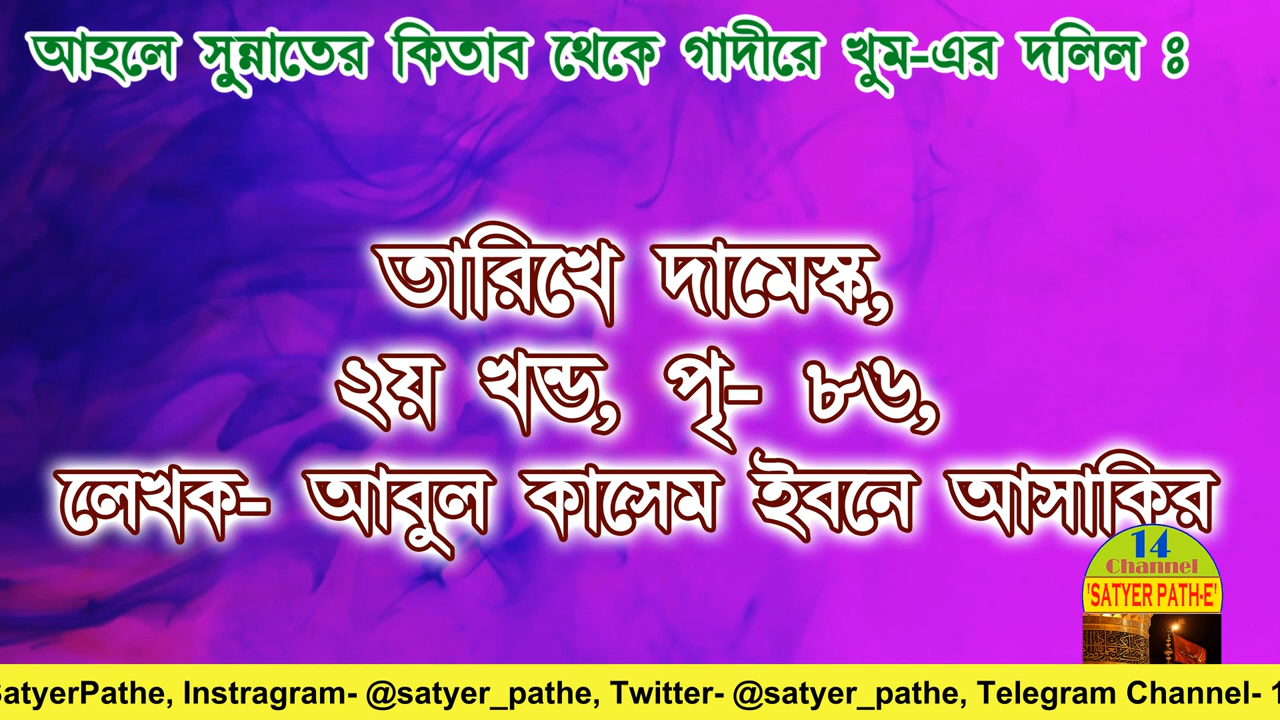 আহলে সুন্নাতের কিতাব থেকে গাদীরে খুম-এর দলিল ঃ
তারিখে দামেস্ক,
২য় খন্ড, পৃ- ৮৬,
লেখক- আবুল কাসেম ইবনে আসাকির
14
Channel
'SATYER PATH-E'
SatyerPathe, Instragram- @satyer_pathe, Twitter- @satyer_pathe, Telegram Channel- 1